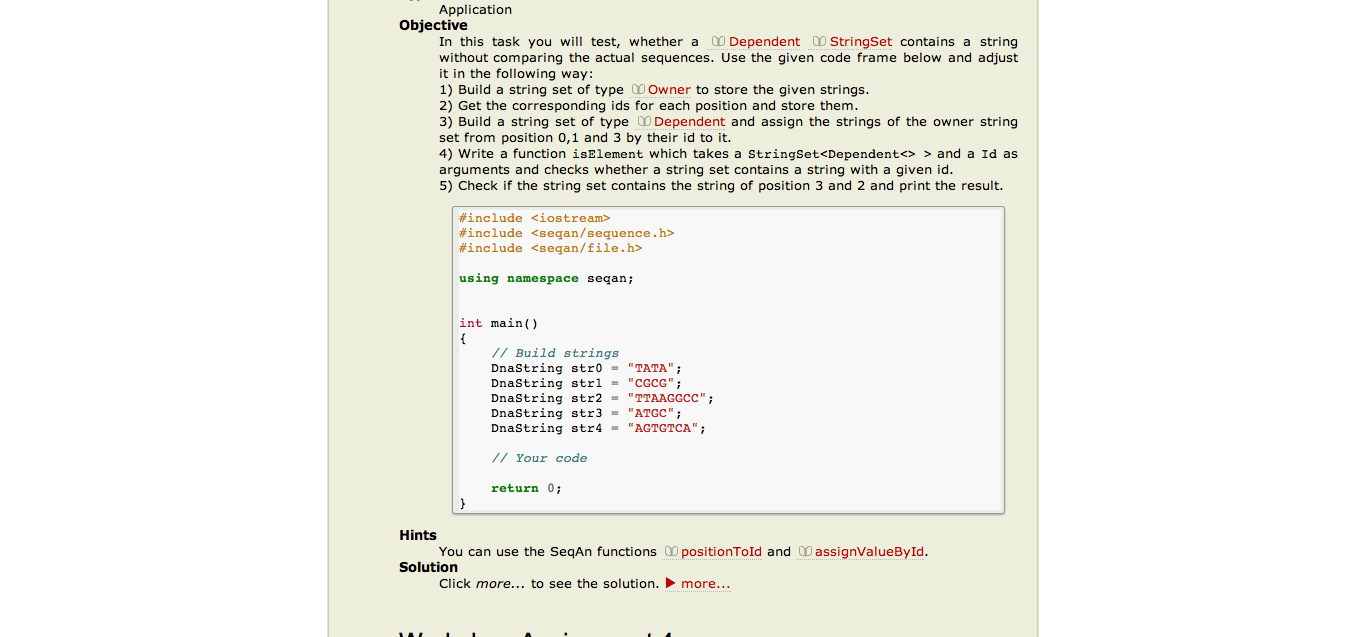 Application
Objective
In this task you will test, whether a Dependent StringSet contains a string
without comparing the actual sequences. Use the given code frame below and adjust
it in the following way:
1) Build a string set of type Owner to store the given strings.
2) Get the corresponding ids for each position and store them.
3) Build a string set of type Dependent and assign the strings of the owner string
set from position 0,1 and 3 by their id to it.
4) Write a function isElement which takes a StringSet<Dependent<> > and a Id as
arguments and checks whether a string set contains a string with a given id.
5) Check if the string set contains the string of position 3 and 2 and print the result.
#include <iostream>
#include <seqan/sequence.h>
#include <seqan/file.h>
using namespace seqan;
int main()
{
// Build strings
DnaString str0 = "TATA";
DnaString str1 = "CGCG";
DnaString str2 = "TTAAGGCC";
DnaString str3 = "ATGC";
DnaString str4 = "AGTGTCA";
// Your code
return 0;
}
Hints
You can use the SeqAn functions positionToId and assignValueById.
Solution
Click more... to see the solution. ▶ more...